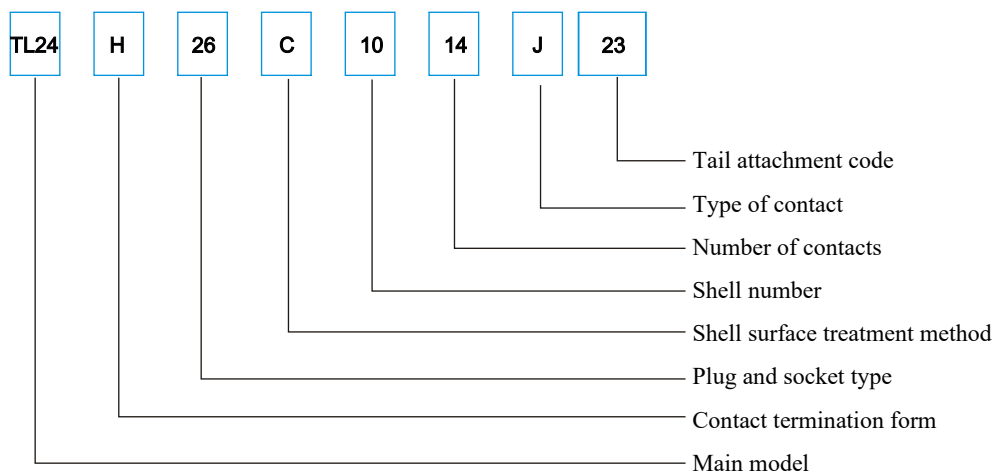 TL24 H 26 C 10 14 J 23
Tail attachment code
Type of contact
Number of contacts
Shell number
Shell surface treatment method
Plug and socket type
Contact termination form
Main model